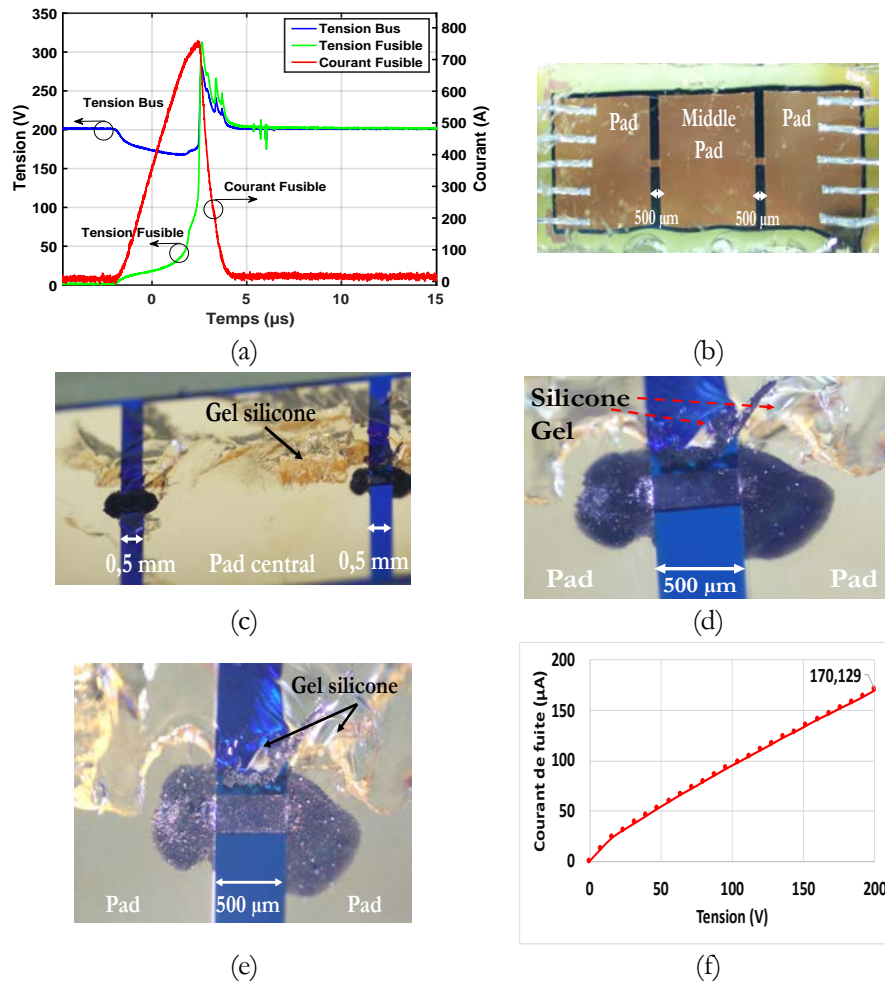 350
300
250
200
150
100
50
0
Tension (V)
800
700
600
500
400
300
200
100
0
Courant (A)
Tension Bus
Tension Fusible
Courant Fusible
Tension Bus
Courant Fusible
Tension Fusible
0 5 10 15
Temps (µs)
(a)
Pad
Middle
Pad
Pad
500 µm
500 µm
(b)
Gel silicone
0,5 mm
Pad central
0,5 mm
(c)
Silicone
Gel
Pad
500 µm
Pad
(d)
Gel silicone
Pad
500 µm
Pad
(e)
Courant de fuite (µA)
200
150
100
50
0
170,129
0 50 100 150 200
Tension (V)
(f)